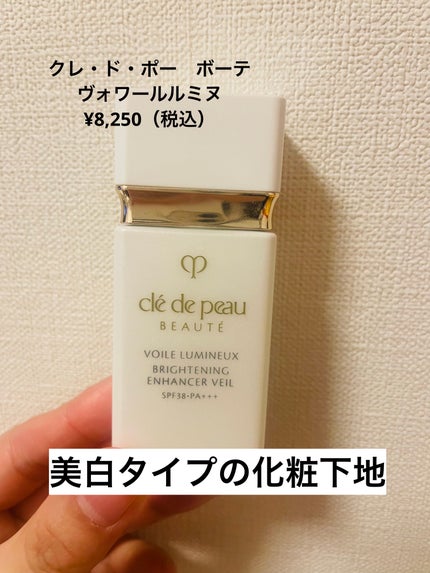 クレ・ド・ポー　ボーテ
ヴォワールルミヌ
¥8,250（税込）
clé de peau
BEAUTÉ
VOILE LUMINEUX
BRIGHTENING
ENHANCER VEIL
SPF38・PA+++
美白タイプの化粧下地